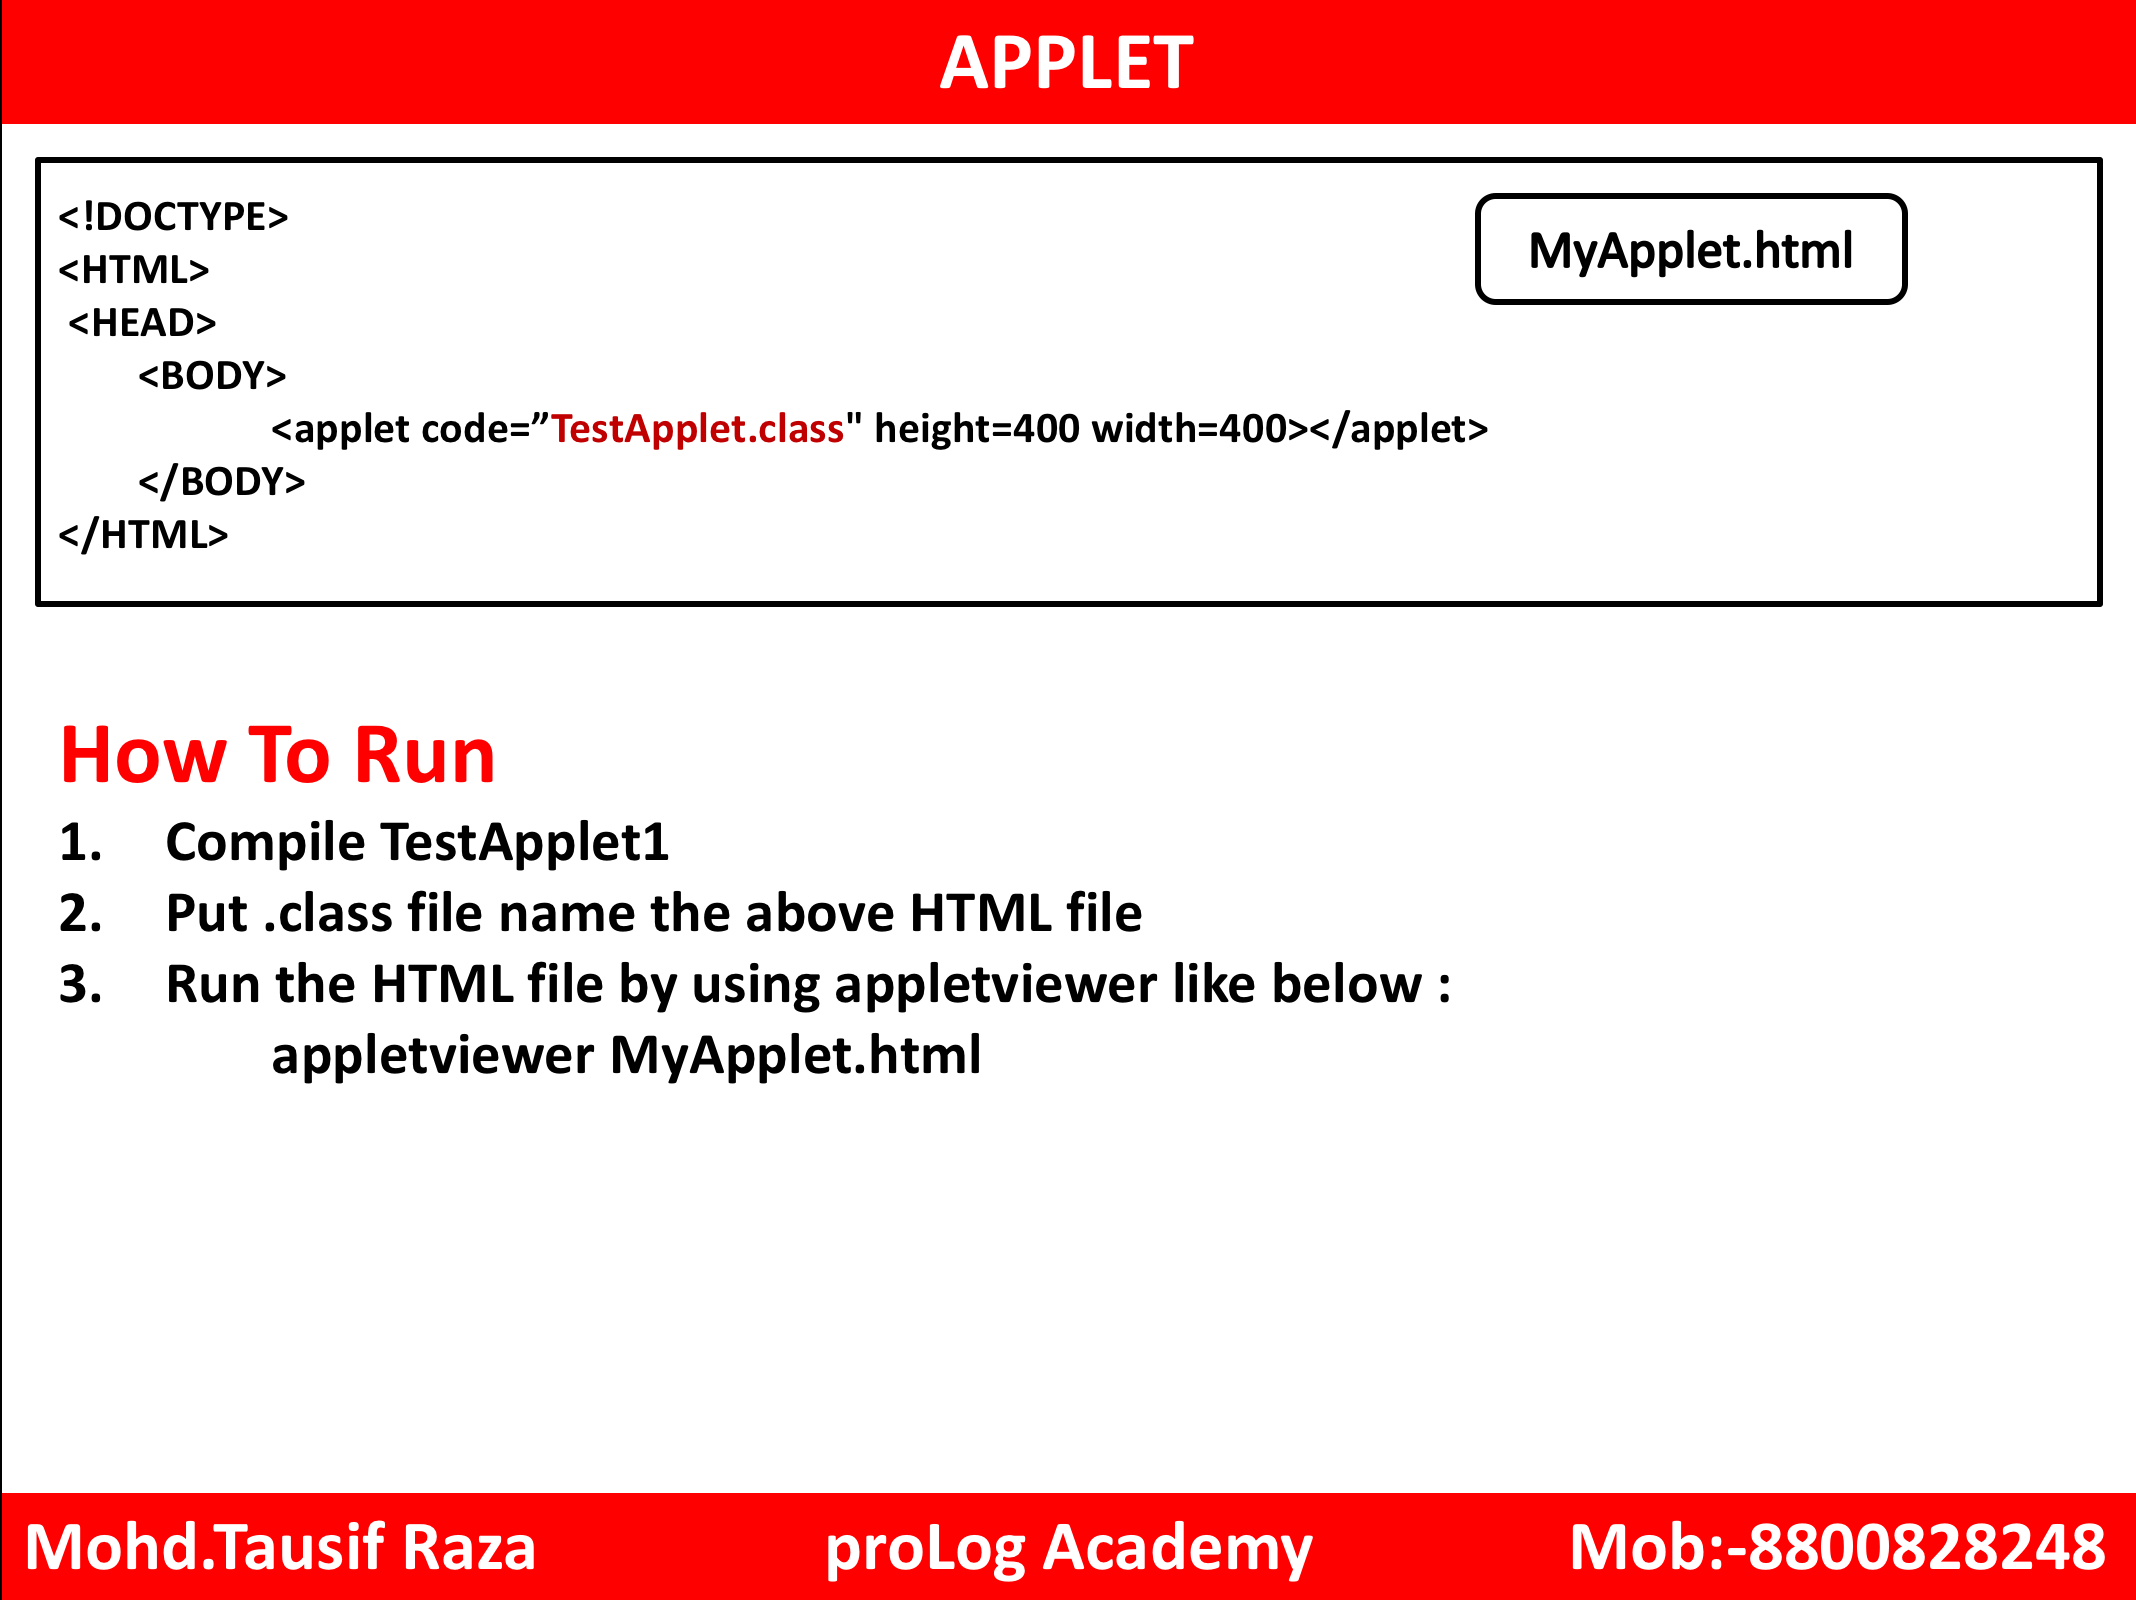 APPLET
<!DOCTYPE>
MyApplet.html
<HTML>
<HEAD>
<BODY>
<applet code=”TestApplet.class" height=400 width=400></applet>
</BODY>
</HTML>
How To Run
1. Compile TestApplet1
2. Put .class file name the above HTML file
3. Run the HTML file by using appletviewer like below :
appletviewer MyApplet.html
Mohd.Tausif Raza proLog Academy Mob:-8800828248